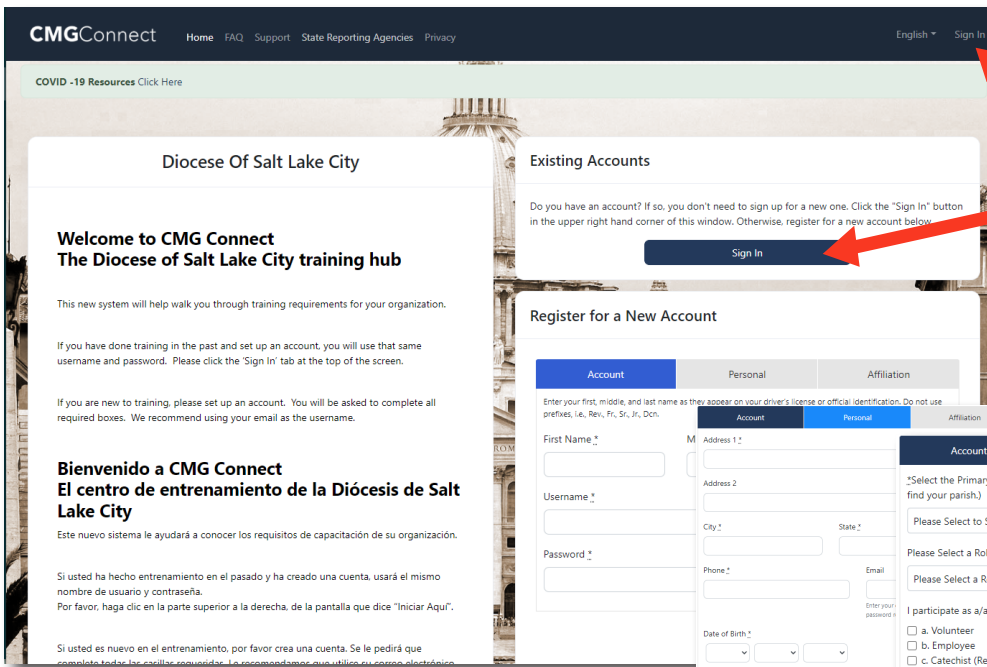 CMGConnect Home FAQ Support State Reporting Agencies Privacy English Sign In
COVID -19 Resources Click Here
Diocese Of Salt Lake City
Welcome to CMG Connect
The Diocese of Salt Lake City training hub
This new system will help walk you through training requirements for your organization.
If you have done training in the past and set up an account, you will use that same
username and password. Please click the 'Sign In' tab at the top of the screen.
If you are new to training, please set up an account. You will be asked to complete all
required boxes. We recommend using your email as the username.
Bienvenido a CMG Connect
El centro de entrenamiento de la Diócesis de Salt
Lake City
Este nuevo sistema le ayudará a conocer los requisitos de capacitación de su organización.
Si usted ha hecho entrenamiento en el pasado y ha creado una cuenta, usará el mismo
nombre de usuario y contraseña.
Por favor, haga clic en la parte superior a la derecha, de la pantalla que dice "Iniciar Aquí".
Si usted es nuevo en el entrenamiento, por favor crea una cuenta. Se le pedirá que
complete todas las casillas requeridas. Le recomendamos que utilice su correo electrónico
Existing Accounts
Do you have an account? If so, you don't need to sign up for a new one. Click the "Sign In" button
in the upper right hand corner of this window. Otherwise, register for a new account below.
Sign In
Register for a New Account
Account Personal Affiliation
Enter your first, middle, and last name as they appear on your driver's license or official identification. Do not use
prefixes, i.e., Rev., Fr., Sr., Jr., Dcn.
First Name * M
Username *
Password *
Account Personal Affiliation
Address 1 *
Address 2
City * State *
Phone * Email
Enter your
password
Date of Birth *
Account
*Select the Primary
find your parish.)
Please Select to S
Please Select a Rol
Please Select a R
I participate as a/a
a. Volunteer
b. Employee
c. Catechist (Re